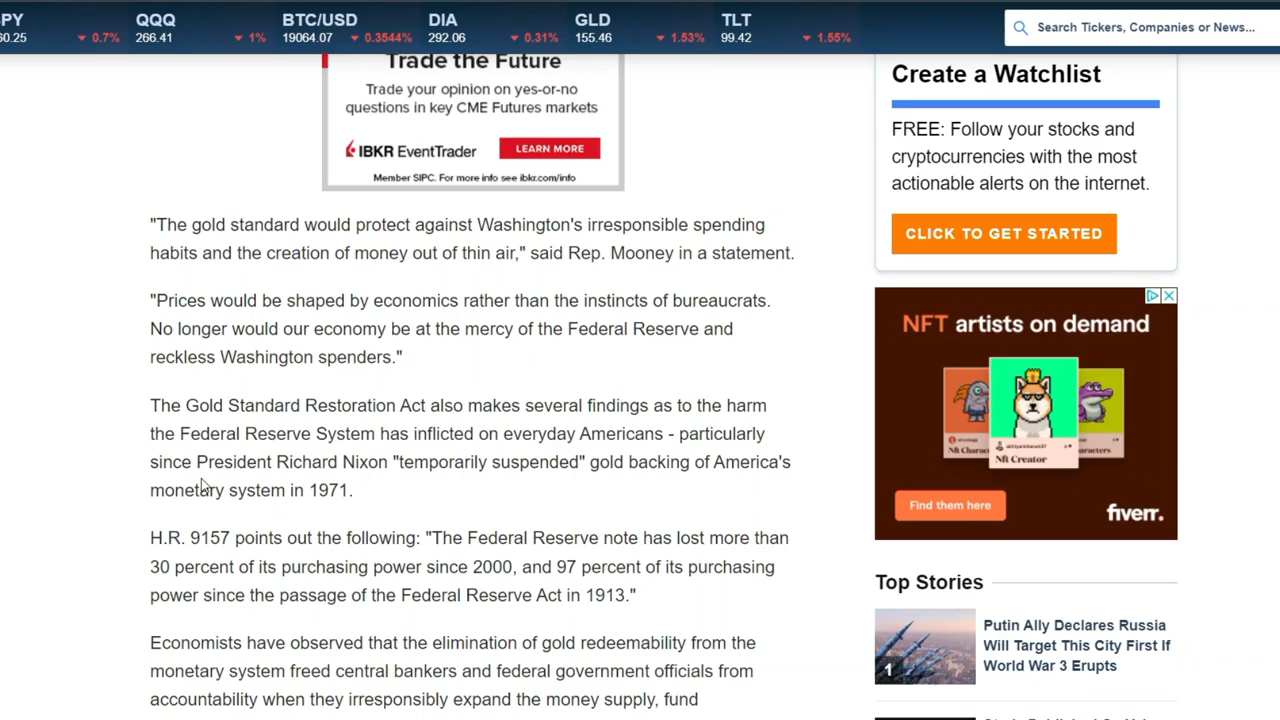 PY
QQQ
BTC/USD
DIA
GLD
TLT
60.25
0.7%
266.41
1%
19064.07
0.3544%
292.06
0.31%
155.46
1.53%
99.42
1.55%
Search Tickers, Companies or News...
Trade the Future
Trade your opinion on yes-or-no
questions in key CME Futures markets
IBKR EventTrader
LEARN MORE
Member SIPC. For more info see ibkr.com/info
"The gold standard would protect against Washington's irresponsible spending
habits and the creation of money out of thin air," said Rep. Mooney in a statement.
"Prices would be shaped by economics rather than the instincts of bureaucrats.
No longer would our economy be at the mercy of the Federal Reserve and
reckless Washington spenders."
The Gold Standard Restoration Act also makes several findings as to the harm
the Federal Reserve System has inflicted on everyday Americans - particularly
since President Richard Nixon "temporarily suspended" gold backing of America's
monetary system in 1971.
H.R. 9157 points out the following: "The Federal Reserve note has lost more than
30 percent of its purchasing power since 2000, and 97 percent of its purchasing
power since the passage of the Federal Reserve Act in 1913."
Economists have observed that the elimination of gold redeemability from the
monetary system freed central bankers and federal government officials from
accountability when they irresponsibly expand the money supply, fund
Create a Watchlist
FREE: Follow your stocks and
cryptocurrencies with the most
actionable alerts on the internet.
CLICK TO GET STARTED
NFT artists on demand
Nft Creator
Find them here
fiverr.
Top Stories
1
Putin Ally Declares Russia
Will Target This City First If
World War 3 Erupts